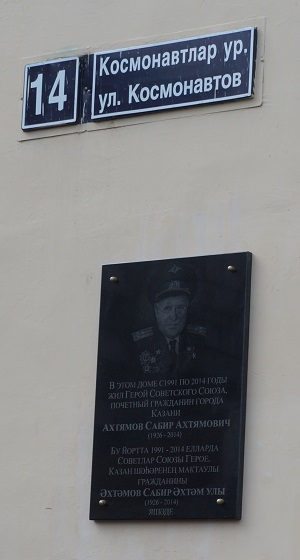 14
Космонавтлар ур.
ул. Космонавтов
В ЭТОМ ДОМЕ С 1991 ПО 2014 ГОДЫ
ЖИЛ ГЕРОЙ СОВЕТСКОГО СОЮЗА,
ПОЧЕТНЫЙ ГРАЖДАНИН ГОРОДА
КАЗАНИ
АХТЯМОВ САБИР АХТЯМОВИЧ
(1926 - 2014)
БУ ЙОРТТА 1991 - 2014 ЕЛЛАРДА
СОВЕТЛАР СОЮЗЫ ГЕРОЕ,
КАЗАН ШӘҺӘРЕНЕҢ МАКТАУЛЫ
ГРАЖДАНИНЫ
ӘХТӘМОВ САБИР ӘХТӘМ УЛЫ
(1926 - 2014)
ЯШӘДЕ